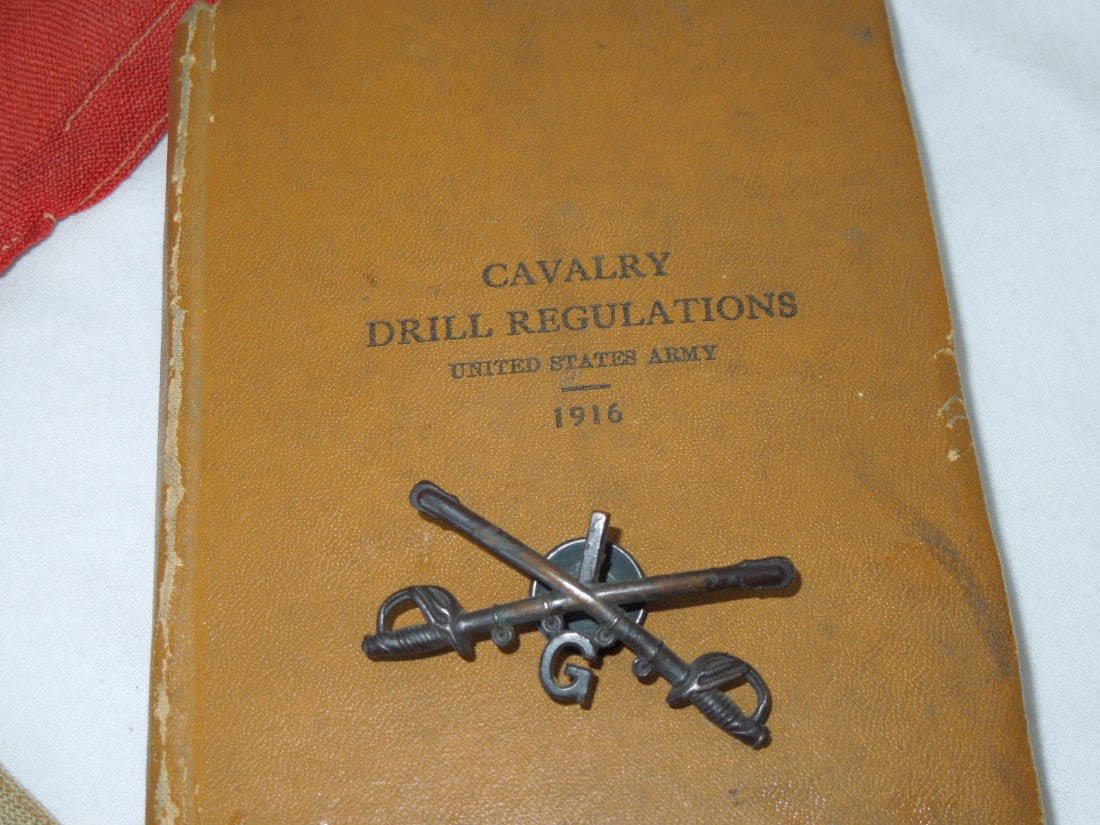 CAVALRY
DRILL REGULATIONS
UNITED STATES ARMY
1916
1
G